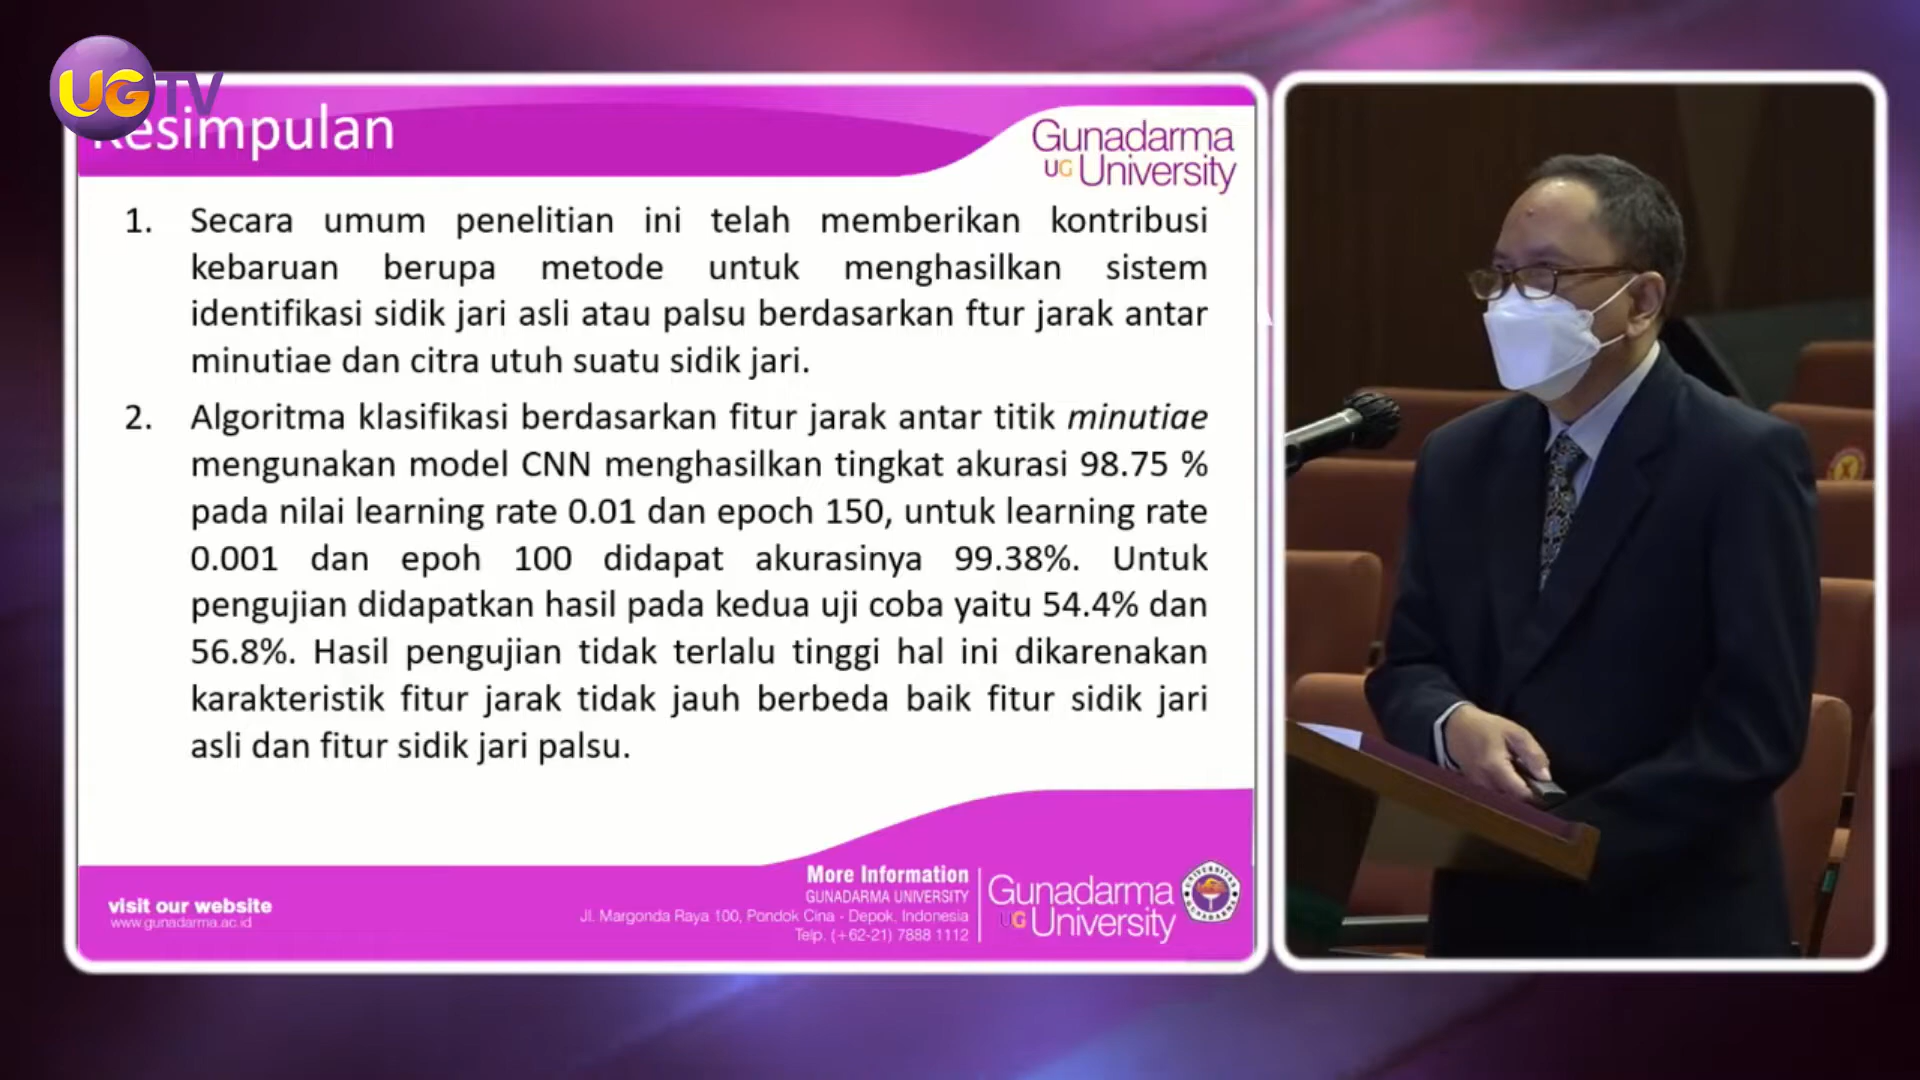 UGTV
Kesimpulan
Gunadarma
UG University
1. Secara umum penelitian ini telah memberikan kontribusi
kebaruan berupa metode untuk menghasilkan sistem
identifikasi sidik jari asli atau palsu berdasarkan ftur jarak antar
minutiae dan citra utuh suatu sidik jari.
2. Algoritma klasifikasi berdasarkan fitur jarak antar titik minutiae
mengunakan model CNN menghasilkan tingkat akurasi 98.75 %
pada nilai learning rate 0.01 dan epoch 150, untuk learning rate
0.001 dan epoh 100 didapat akurasinya 99.38%. Untuk
pengujian didapatkan hasil pada kedua uji coba yaitu 54.4% dan
56.8%. Hasil pengujian tidak terlalu tinggi hal ini dikarenakan
karakteristik fitur jarak tidak jauh berbeda baik fitur sidik jari
asli dan fitur sidik jari palsu.
visit our website
www.gunadarma.ac.id
More Information
GUNADARMA UNIVERSITY
Jl. Margonda Raya 100, Pondok Cina - Depok, Indonesia
Telp. (+62-21) 7888 1112
Gunadarma
UG University
UNIVERSITAS GUNADARMA